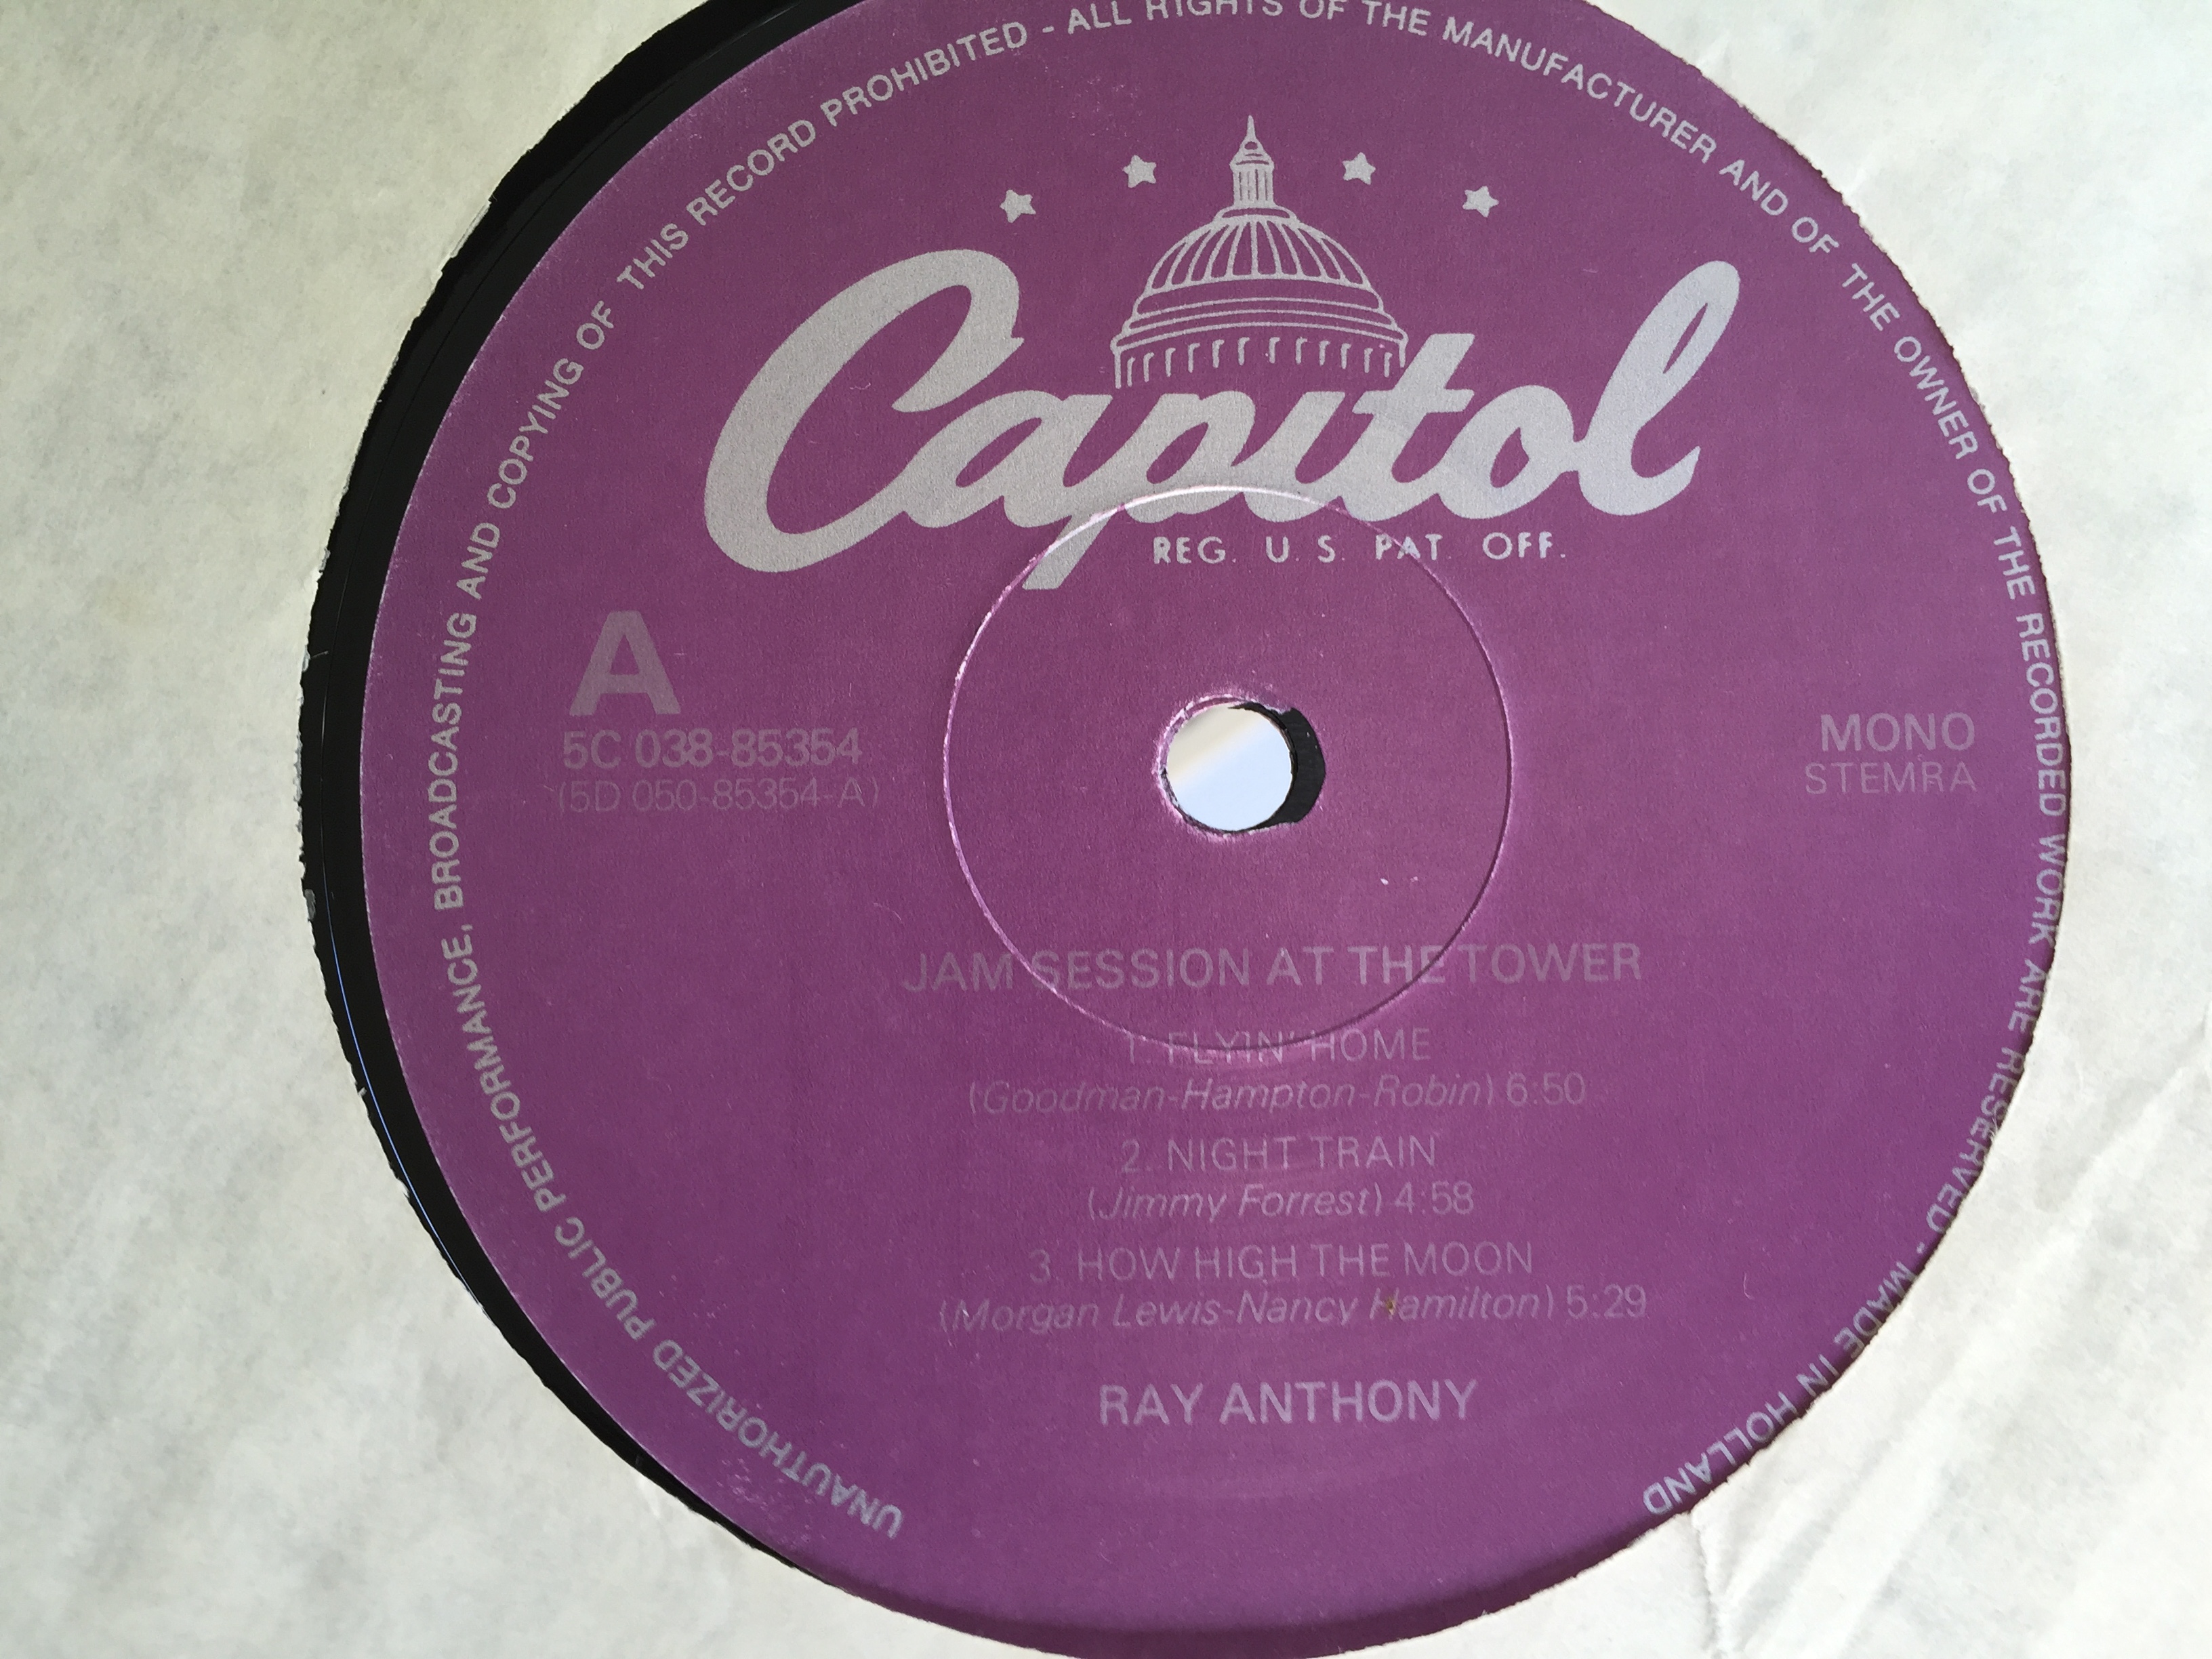 UNAUTHORIZED PUBLIC PERFORMANCE, BROADCASTING AND COPYING OF THIS RECORD PROHIBITED - ALL RIGHTS OF THE MANUFACTURER AND OF THE OWNER OF THE RECORDED WORK ARE RESERVED - MADE IN HOLLAND
Capitol
REG. U.S. PAT. OFF.
A
5C 038-85354
(5D 050-85354-A)
MONO
STEMRA
JAM SESSION AT THE TOWER
1. FLYIN' HOME
(Goodman-Hampton-Robin) 6:50
2. NIGHT TRAIN
(Jimmy Forrest) 4:58
3. HOW HIGH THE MOON
(Morgan Lewis-Nancy Hamilton) 5:29
RAY ANTHONY